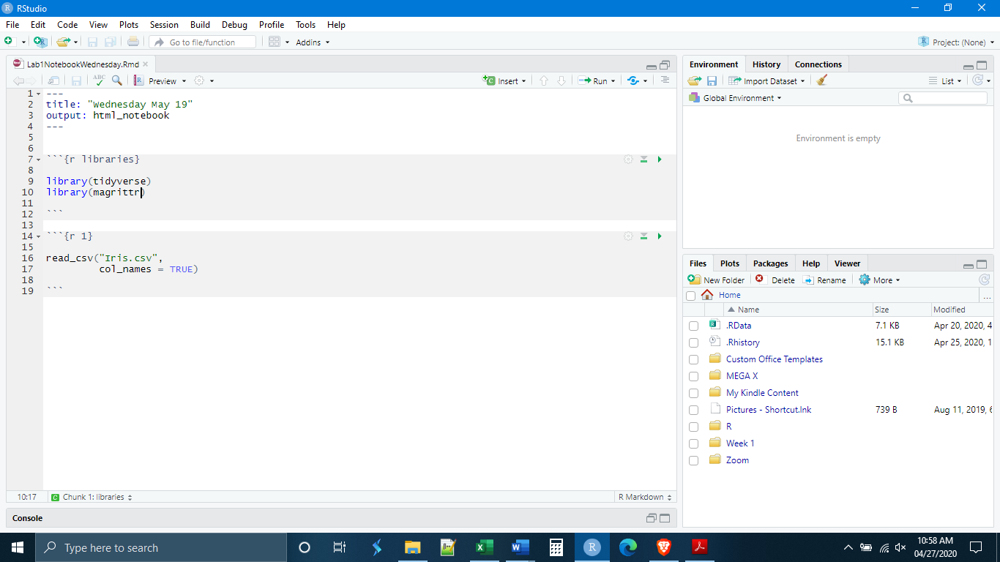 RStudio
File Edit Code View Plots Session Build Debug Profile Tools Help
Go to file/function Addins Project: (None)
Lab1NotebookWednesday.Rmd
ABC Preview Insert Run
1 ---
2 title: "Wednesday May 19"
3 output: html_notebook
4 ---
5
6
7 ```{r libraries}
8
9 library(tidyverse)
10 library(magrittr)
11
12 ```
13
14 ```{r 1}
15
16 read_csv("Iris.csv",
17 col_names = TRUE)
18
19 ```
10:17 Chunk 1: libraries R Markdown
Console
Environment History Connections
Import Dataset List
Global Environment
Environment is empty
Files Plots Packages Help Viewer
New Folder Delete Rename More
Home ...
Name Size Modified
.RData 7.1 KB Apr 20, 2020, 4
.Rhistory 15.1 KB Apr 25, 2020, 1
Custom Office Templates
MEGA X
My Kindle Content
Pictures - Shortcut.lnk 739 B Aug 11, 2019, 6
R
Week 1
Zoom
Type here to search
10:58 AM
04/27/2020